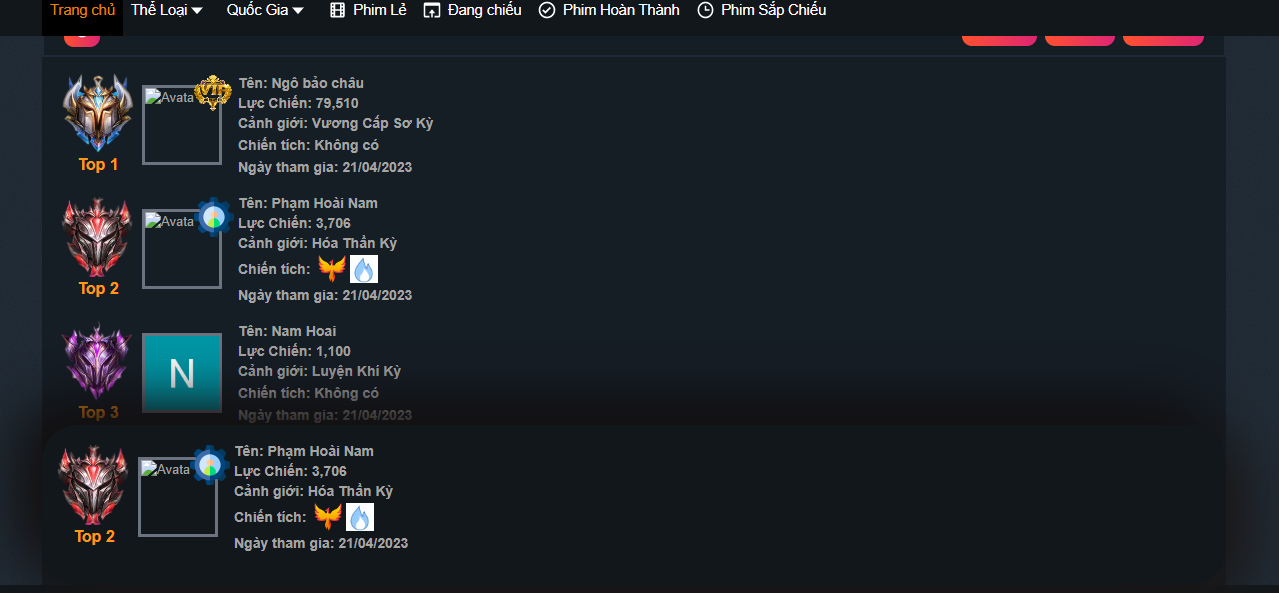 Trang chủ Thể Loại Quốc Gia Phim Lẻ Đang chiếu Phim Hoàn Thành Phim Sắp Chiếu
Top 1
Avata
VIP
Tên: Ngô bảo châu
Lực Chiến: 79,510
Cảnh giới: Vương Cấp Sơ Kỳ
Chiến tích: Không có
Ngày tham gia: 21/04/2023
Top 2
Avata
Tên: Phạm Hoài Nam
Lực Chiến: 3,706
Cảnh giới: Hóa Thần Kỳ
Chiến tích:
Ngày tham gia: 21/04/2023
Top 3
N
Tên: Nam Hoai
Lực Chiến: 1,100
Cảnh giới: Luyện Khí Kỳ
Chiến tích: Không có
Ngày tham gia: 21/04/2023
Top 2
Avata
Tên: Phạm Hoài Nam
Lực Chiến: 3,706
Cảnh giới: Hóa Thần Kỳ
Chiến tích:
Ngày tham gia: 21/04/2023